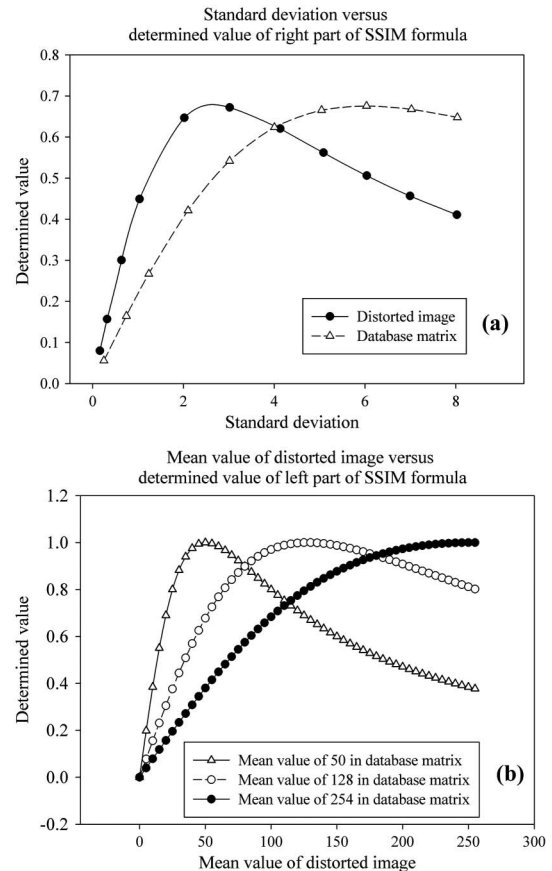 Standard deviation versus
determined value of right part of SSIM formula
0.8
0.7
0.6
0.5
0.4
0.3
0.2
0.1
0.0
Determined value
Distorted image
Database matrix
(a)
0 2 4 6 8
Standard deviation
Mean value of distorted image versus
determined value of left part of SSIM formula
1.2
1.0
0.8
0.6
0.4
0.2
0.0
-0.2
Determined value
Mean value of 50 in database matrix
Mean value of 128 in database matrix
Mean value of 254 in database matrix
(b)
0 50 100 150 200 250 300
Mean value of distorted image